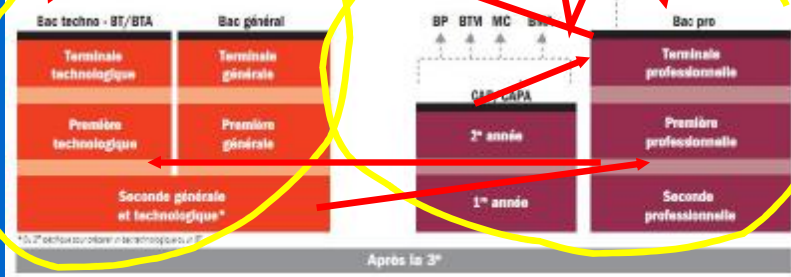 Bac techno - BT/BTA
Bac général
BP BTM MC BMA
Bac pro
Terminale
technologique
Terminale
générale
CAP/CAPA
Terminale
professionnelle
Première
technologique
Première
générale
2e année
Première
professionnelle
Seconde générale
et technologique*
1re année
Seconde
professionnelle
Après la 3e